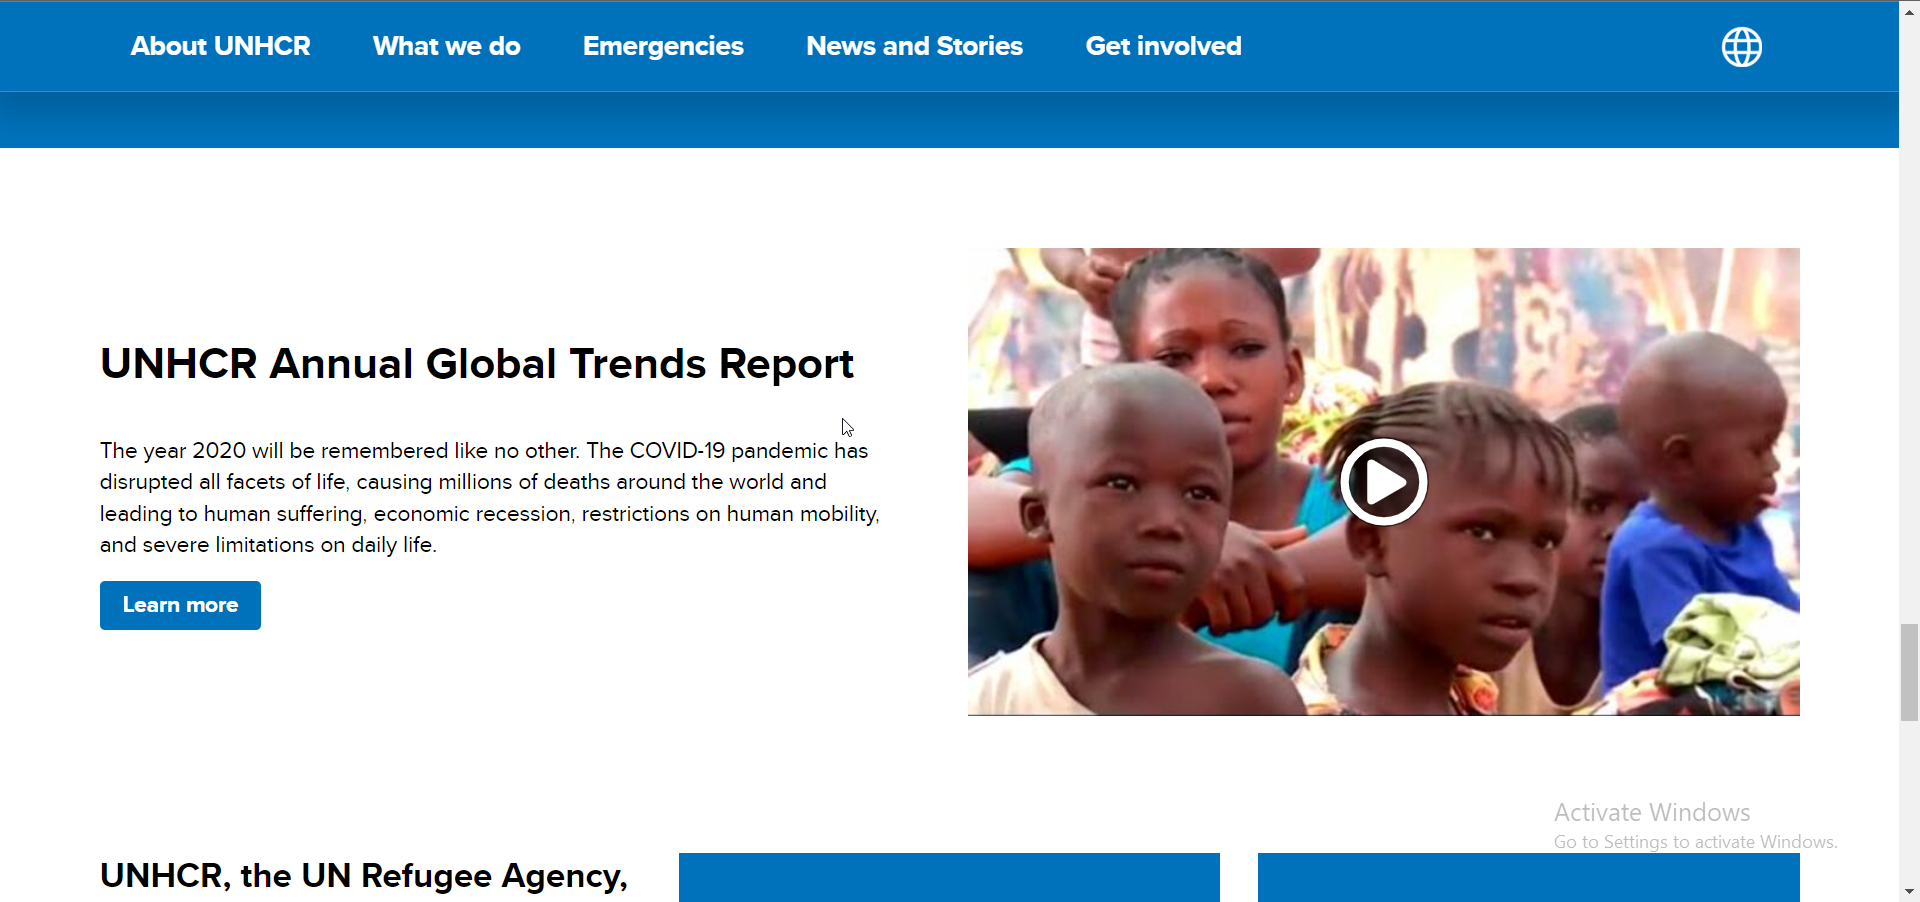 About UNHCR What we do Emergencies News and Stories Get involved
UNHCR Annual Global Trends Report
The year 2020 will be remembered like no other. The COVID-19 pandemic has
disrupted all facets of life, causing millions of deaths around the world and
leading to human suffering, economic recession, restrictions on human mobility,
and severe limitations on daily life.
Learn more
Activate Windows
Go to Settings to activate Windows.
UNHCR, the UN Refugee Agency,